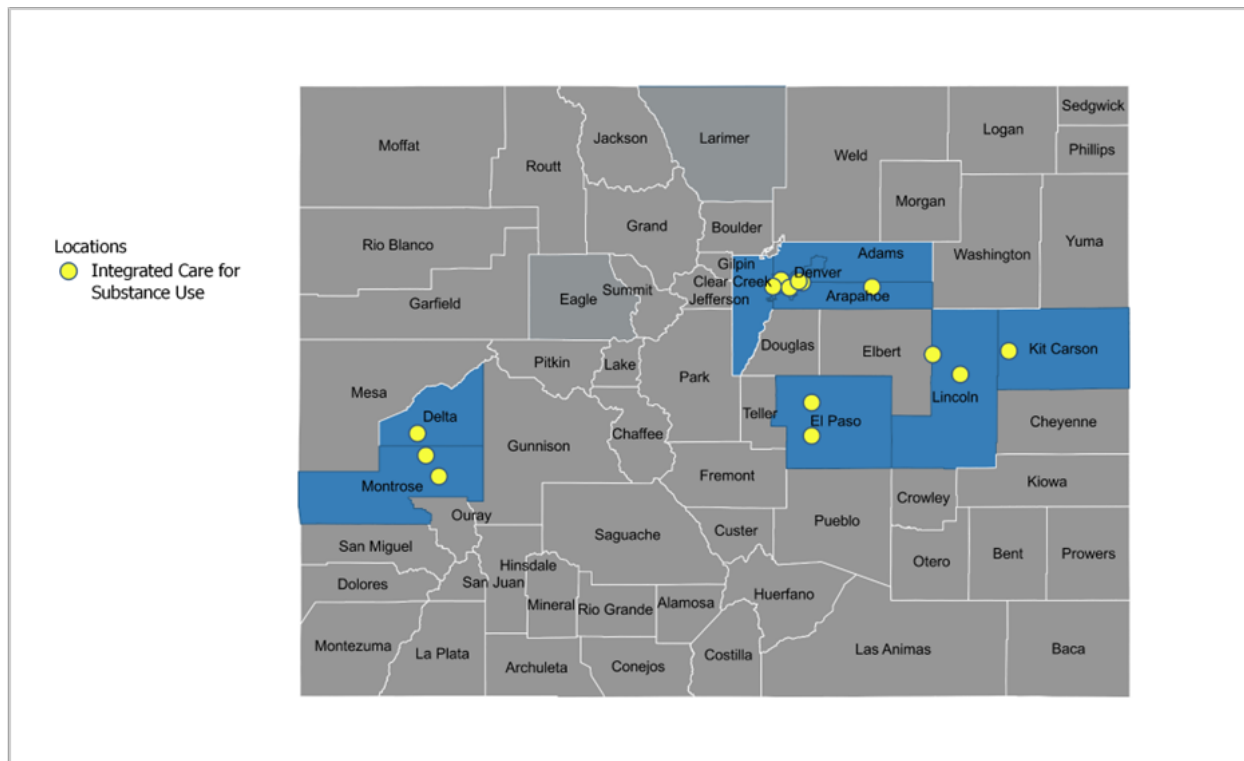 Locations
Integrated Care for
Substance Use
Moffat
Routt
Jackson
Larimer
Weld
Logan
Sedgwick
Phillips
Morgan
Rio Blanco
Grand
Boulder
Washington
Yuma
Garfield
Eagle
Summit
Gilpin
Clear Creek
Jefferson
Adams
Denver
Arapahoe
Mesa
Pitkin
Lake
Park
Douglas
Elbert
Lincoln
Kit Carson
Delta
Gunnison
Chaffee
Teller
El Paso
Cheyenne
Montrose
Ouray
Fremont
Crowley
Kiowa
San Miguel
Saguache
Custer
Pueblo
Otero
Bent
Prowers
Dolores
San Juan
Hinsdale
Mineral
Rio Grande
Alamosa
Huerfano
Montezuma
La Plata
Archuleta
Conejos
Costilla
Las Animas
Baca